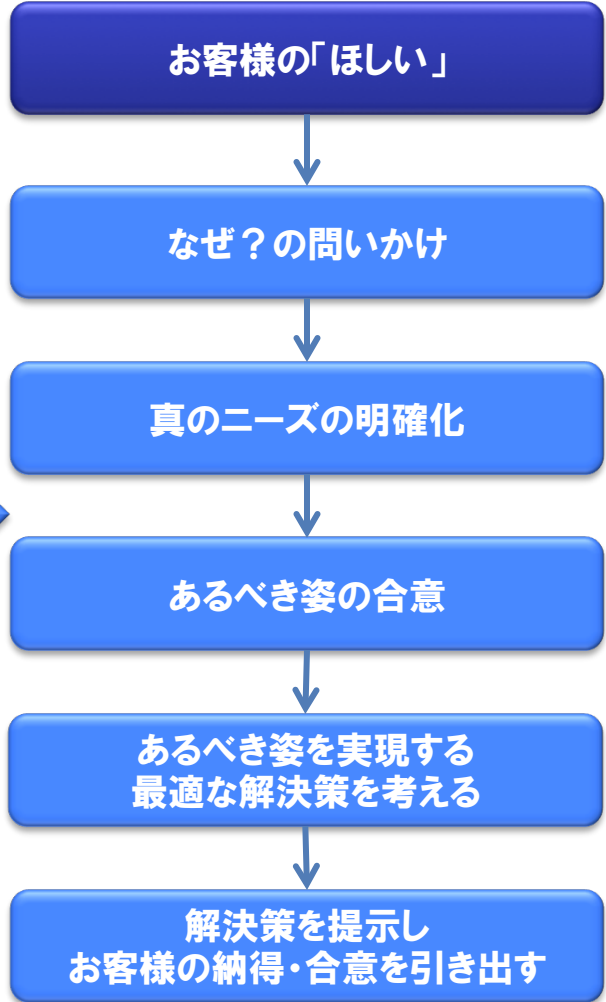 お客様の「ほしい」
なぜ？の問いかけ
真のニーズの明確化
あるべき姿の合意
あるべき姿を実現する
最適な解決策を考える
解決策を提示し
お客様の納得・合意を引き出す